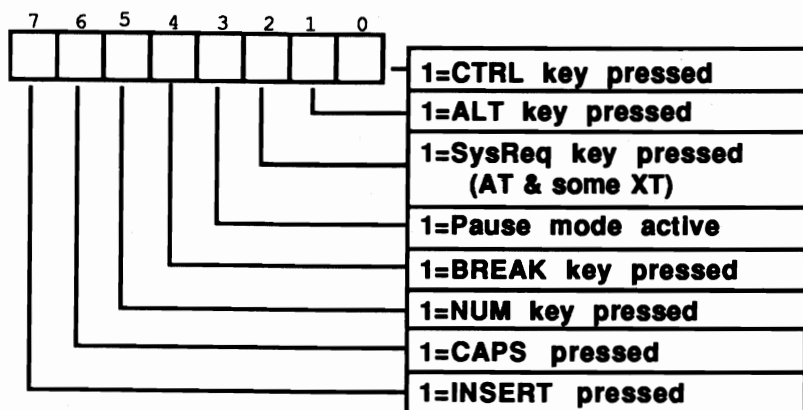 7 6 5 4 3 2 1 0
1=CTRL key pressed
1=ALT key pressed
1=SysReq key pressed
(AT & some XT)
1=Pause mode active
1=BREAK key pressed
1=NUM key pressed
1=CAPS pressed
1=INSERT pressed